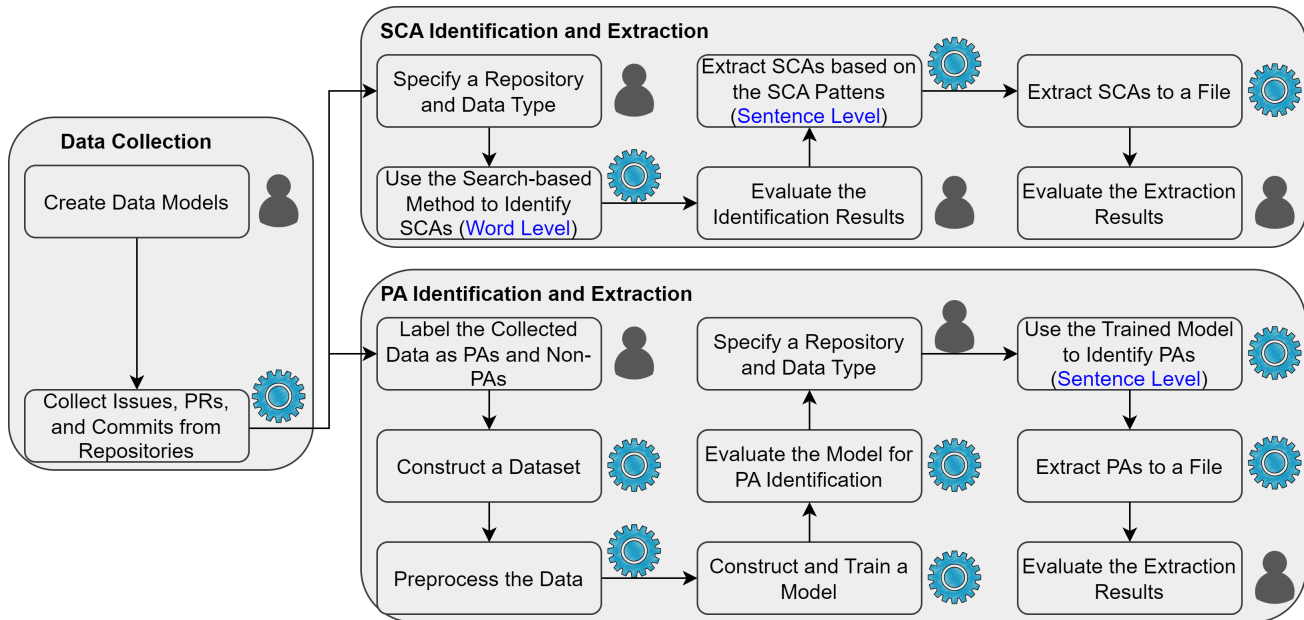 Data Collection
Create Data Models
Collect Issues, PRs,
and Commits from
Repositories
SCA Identification and Extraction
Specify a Repository
and Data Type
Use the Search-based
Method to Identify
SCAs (Word Level)
Extract SCAs based on
the SCA Pattens
(Sentence Level)
Evaluate the
Identification Results
Extract SCAs to a File
Evaluate the Extraction
Results
PA Identification and Extraction
Label the Collected
Data as PAs and Non-
PAs
Construct a Dataset
Preprocess the Data
Specify a Repository
and Data Type
Evaluate the Model for
PA Identification
Construct and Train a
Model
Use the Trained Model
to Identify PAs
(Sentence Level)
Extract PAs to a File
Evaluate the Extraction
Results